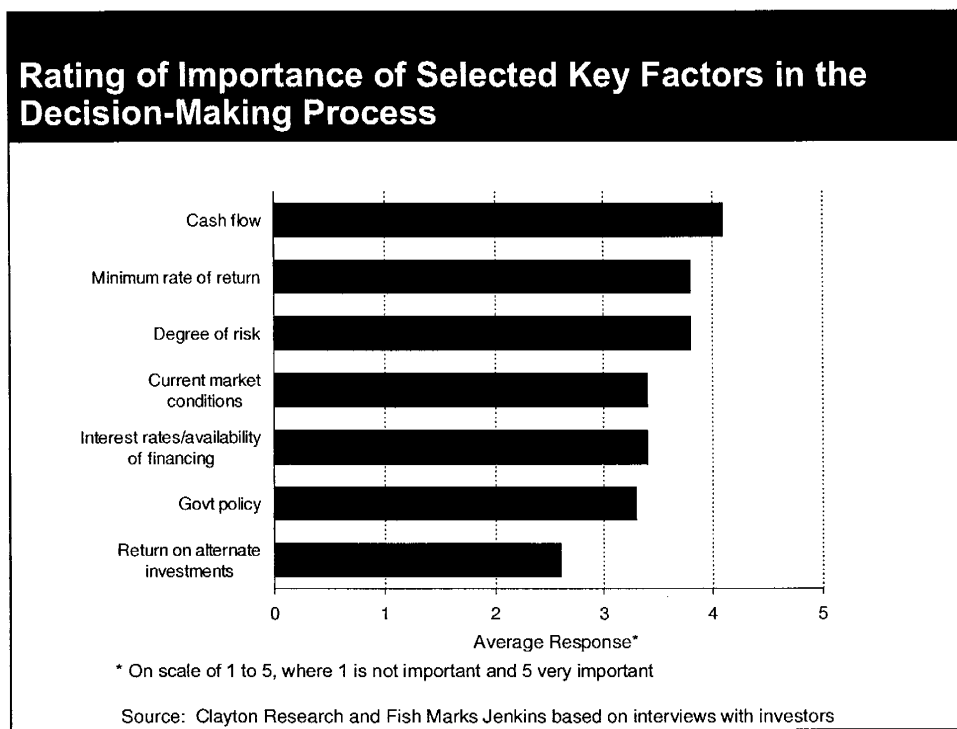 Rating of Importance of Selected Key Factors in the
Decision-Making Process
Cash flow
Minimum rate of return
Degree of risk
Current market
conditions
Interest rates/availability
of financing
Govt policy
Return on alternate
investments
0 1 2 3 4 5
Average Response*
* On scale of 1 to 5, where 1 is not important and 5 very important
Source: Clayton Research and Fish Marks Jenkins based on interviews with investors